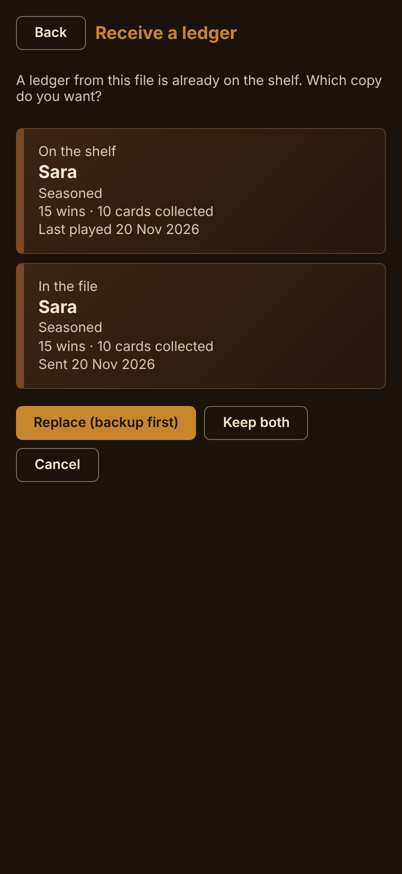 Back
Receive a ledger
A ledger from this file is already on the shelf. Which copy
do you want?
On the shelf
Sara
Seasoned
15 wins · 10 cards collected
Last played 20 Nov 2026
In the file
Sara
Seasoned
15 wins · 10 cards collected
Sent 20 Nov 2026
Replace (backup first)
Keep both
Cancel